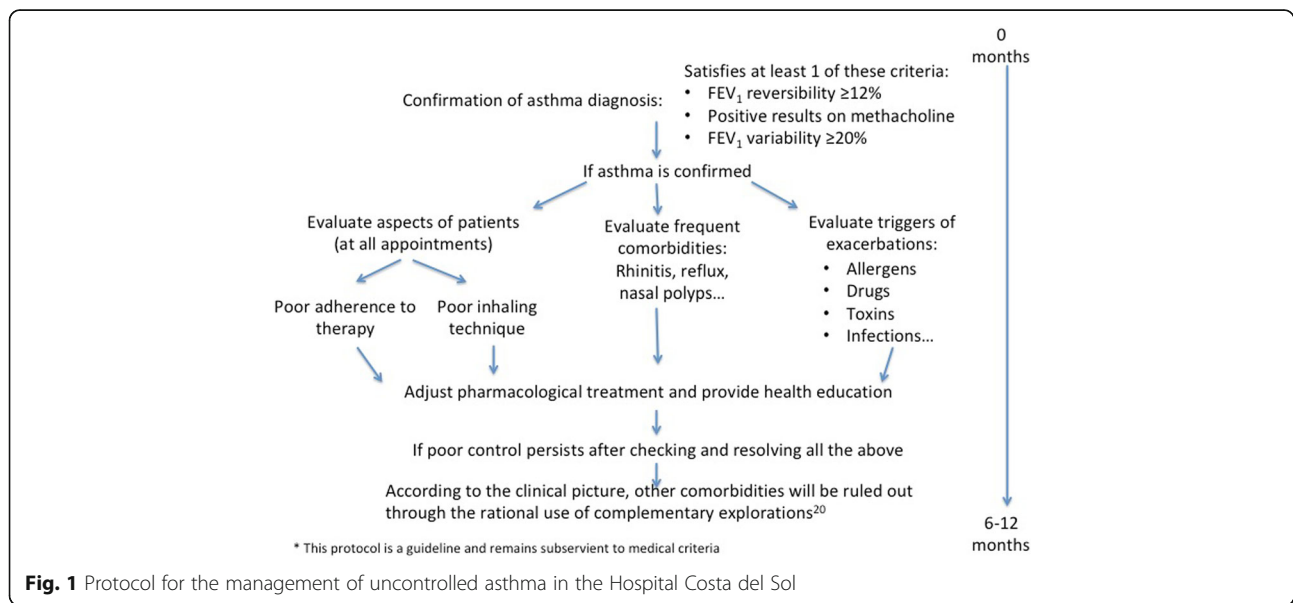 0
months
Satisfies at least 1 of these criteria:
Confirmation of asthma diagnosis:
• FEV₁ reversibility ≥12%
• Positive results on methacholine
• FEV₁ variability ≥20%
If asthma is confirmed
Evaluate aspects of patients
(at all appointments)
Poor adherence to
therapy
Poor inhaling
technique
Evaluate frequent
comorbidities:
Rhinitis, reflux,
nasal polyps...
Evaluate triggers of
exacerbations:
• Allergens
• Drugs
• Toxins
• Infections...
Adjust pharmacological treatment and provide health education
If poor control persists after checking and resolving all the above
According to the clinical picture, other comorbidities will be ruled out
through the rational use of complementary explorations²⁰
6-12
months
* This protocol is a guideline and remains subservient to medical criteria
Fig. 1 Protocol for the management of uncontrolled asthma in the Hospital Costa del Sol